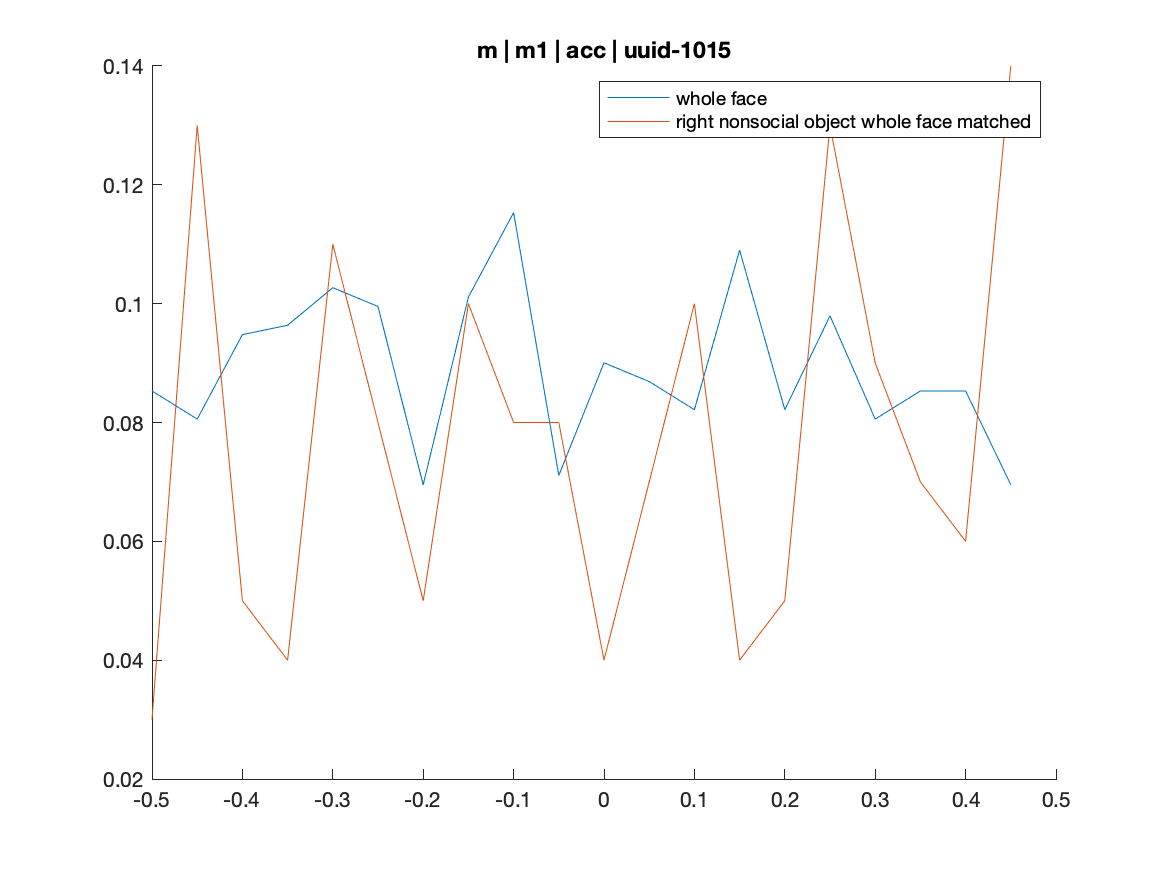 m | m1 | acc | uuid-1015
0.14
whole face
right nonsocial object whole face matched
0.12
0.1
0.08
0.06
0.04
0.02
-0.5 -0.4 -0.3 -0.2 -0.1 0 0.1 0.2 0.3 0.4 0.5